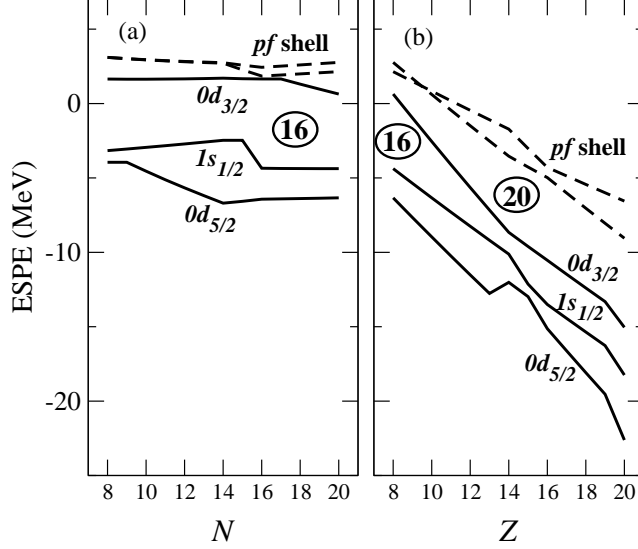 (a)
pf shell
0d3/2
16
1s1/2
0d5/2
(b)
pf shell
16
20
0d3/2
1s1/2
0d5/2
ESPE (MeV)
0
-10
-20
8 10 12 14 16 18 20
8 10 12 14 16 18 20
N
Z